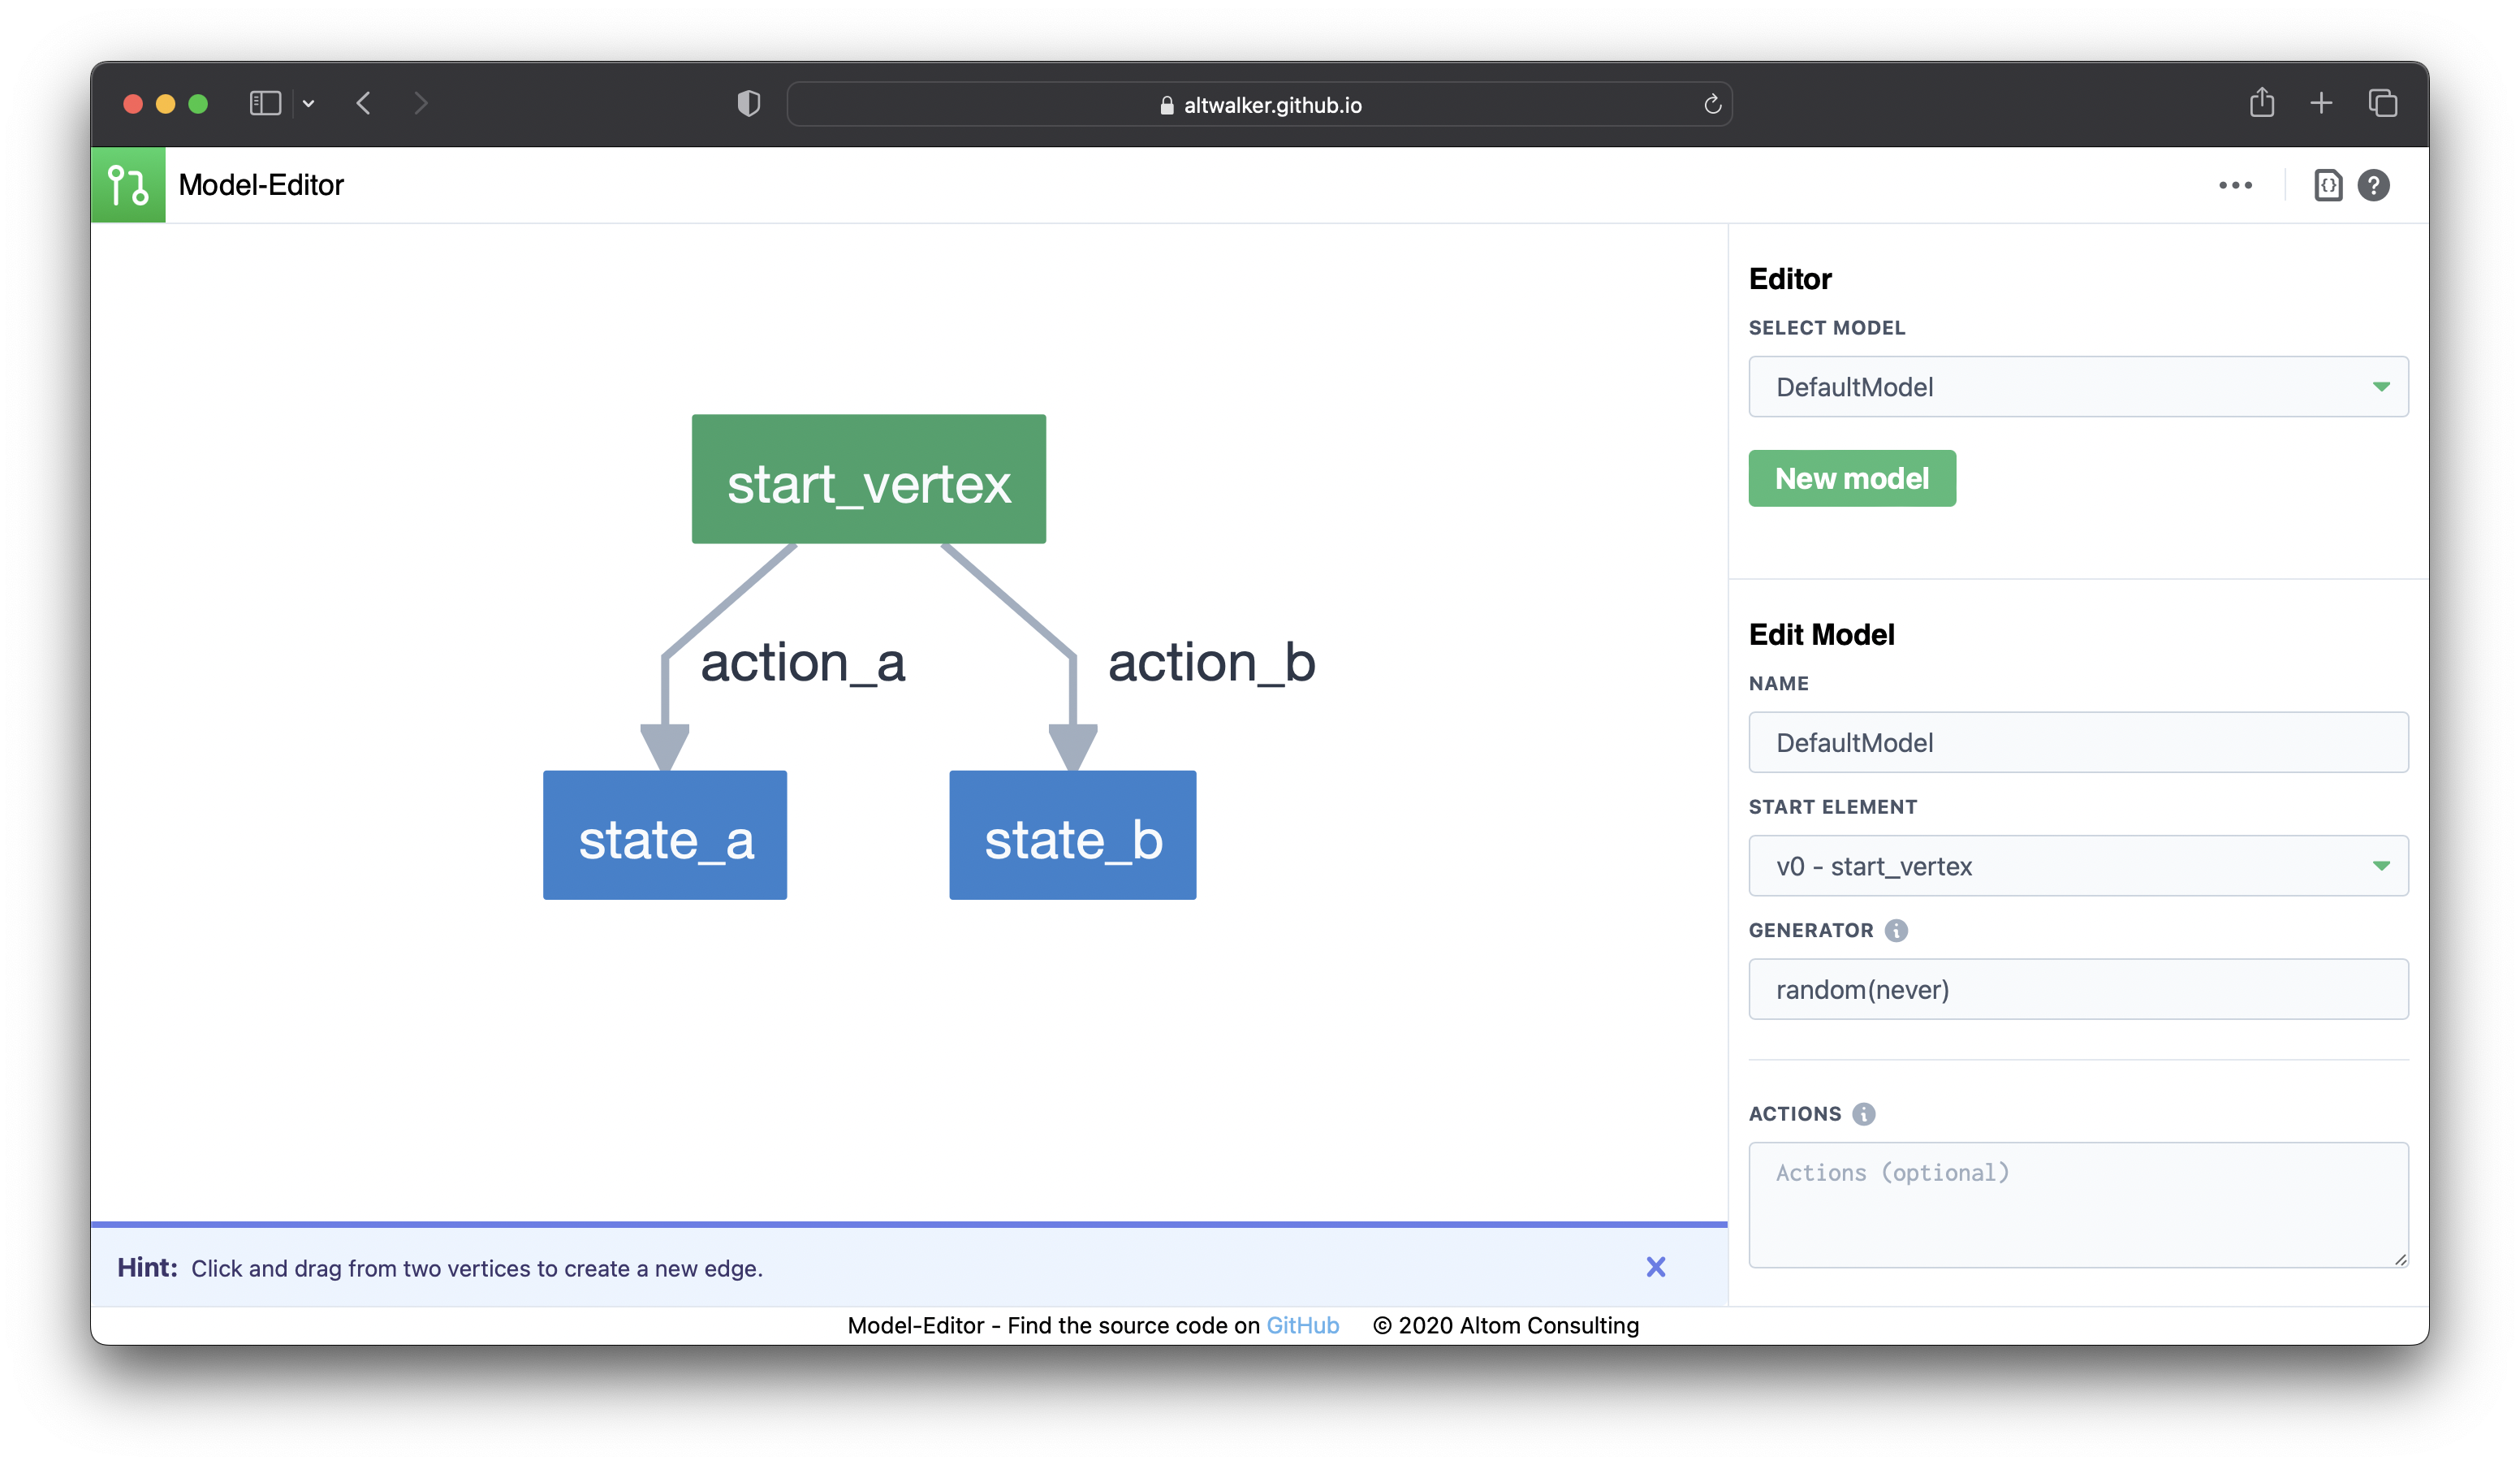 altwalker.github.io
Model-Editor
start_vertex
action_a
action_b
state_a
state_b
Hint: Click and drag from two vertices to create a new edge.
Editor
SELECT MODEL
DefaultModel
New model
Edit Model
NAME
DefaultModel
START ELEMENT
v0 - start_vertex
GENERATOR
random(never)
ACTIONS
Actions (optional)
Model-Editor - Find the source code on GitHub © 2020 Altom Consulting